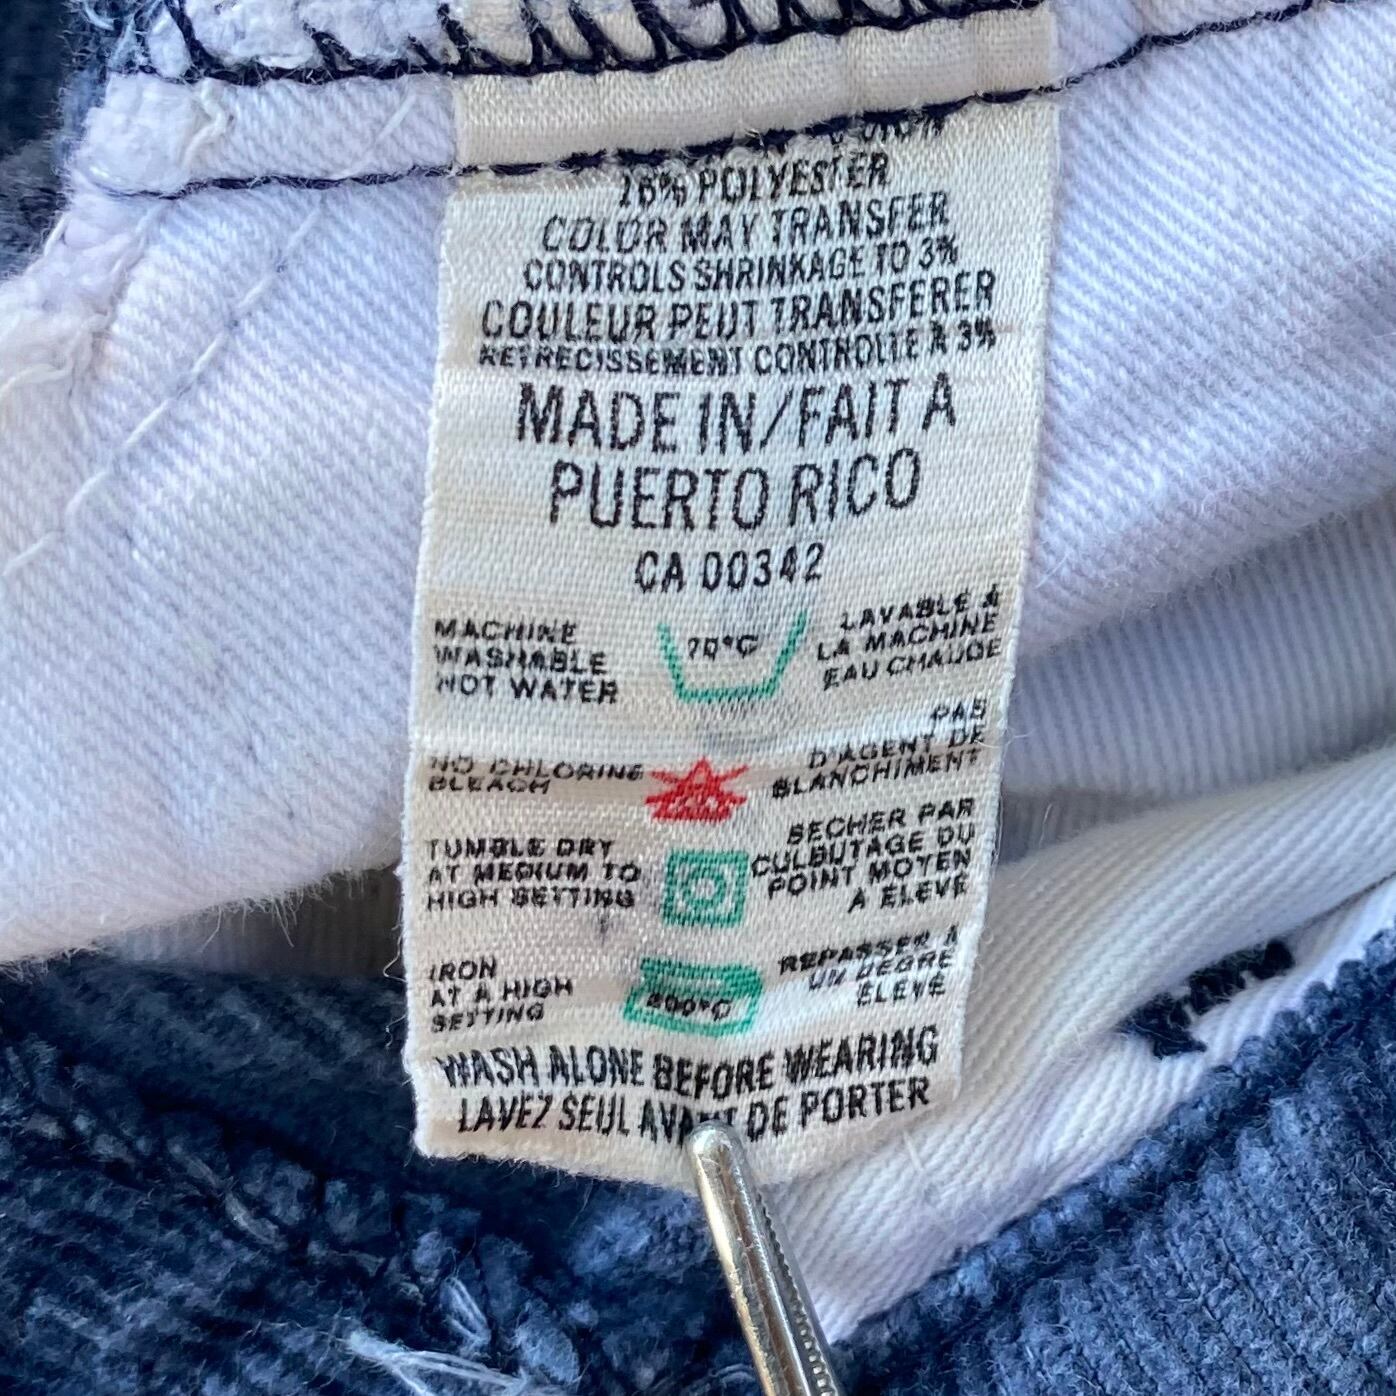 16% POLYESTER
COLOR MAY TRANSFER
CONTROLS SHRINKAGE TO 3%
COULEUR PEUT TRANSFERER
RETRECISSEMENT CONTROLLE A 3%
MADE IN/FAIT A
PUERTO RICO
CA 00342
MACHINE
WASHABLE
HOT WATER
70°C
LAVABLE A
LA MACHINE
EAU CHAUDE
NO CHLORINE
BLEACH
PAS
D'AGENT DE
BLANCHIMENT
TUMBLE DRY
AT MEDIUM TO
HIGH SETTING
SECHER PAR
CULBUTAGE DU
POINT MOYEN
A ELEVE
IRON
AT A HIGH
SETTING
200°C
REPASSER A
UN DEGRE
ELEVE
WASH ALONE BEFORE WEARING
LAVEZ SEUL AVANT DE PORTER